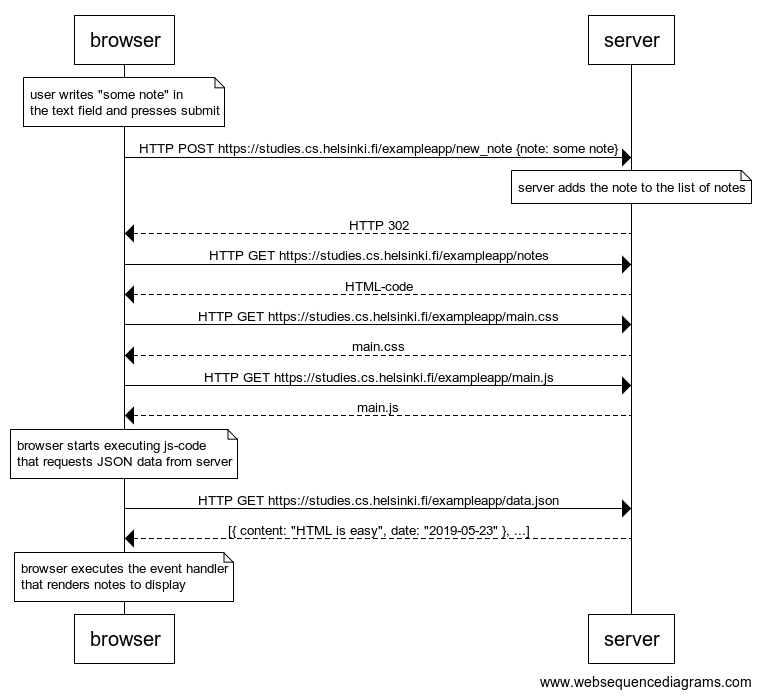 browser
server
user writes "some note" in
the text field and presses submit
HTTP POST https://studies.cs.helsinki.fi/exampleapp/new_note {note: some note}
server adds the note to the list of notes
HTTP 302
HTTP GET https://studies.cs.helsinki.fi/exampleapp/notes
HTML-code
HTTP GET https://studies.cs.helsinki.fi/exampleapp/main.css
main.css
HTTP GET https://studies.cs.helsinki.fi/exampleapp/main.js
main.js
browser starts executing js-code
that requests JSON data from server
HTTP GET https://studies.cs.helsinki.fi/exampleapp/data.json
[{ content: "HTML is easy", date: "2019-05-23" }, ...]
browser executes the event handler
that renders notes to display
browser
server
www.websequencediagrams.com